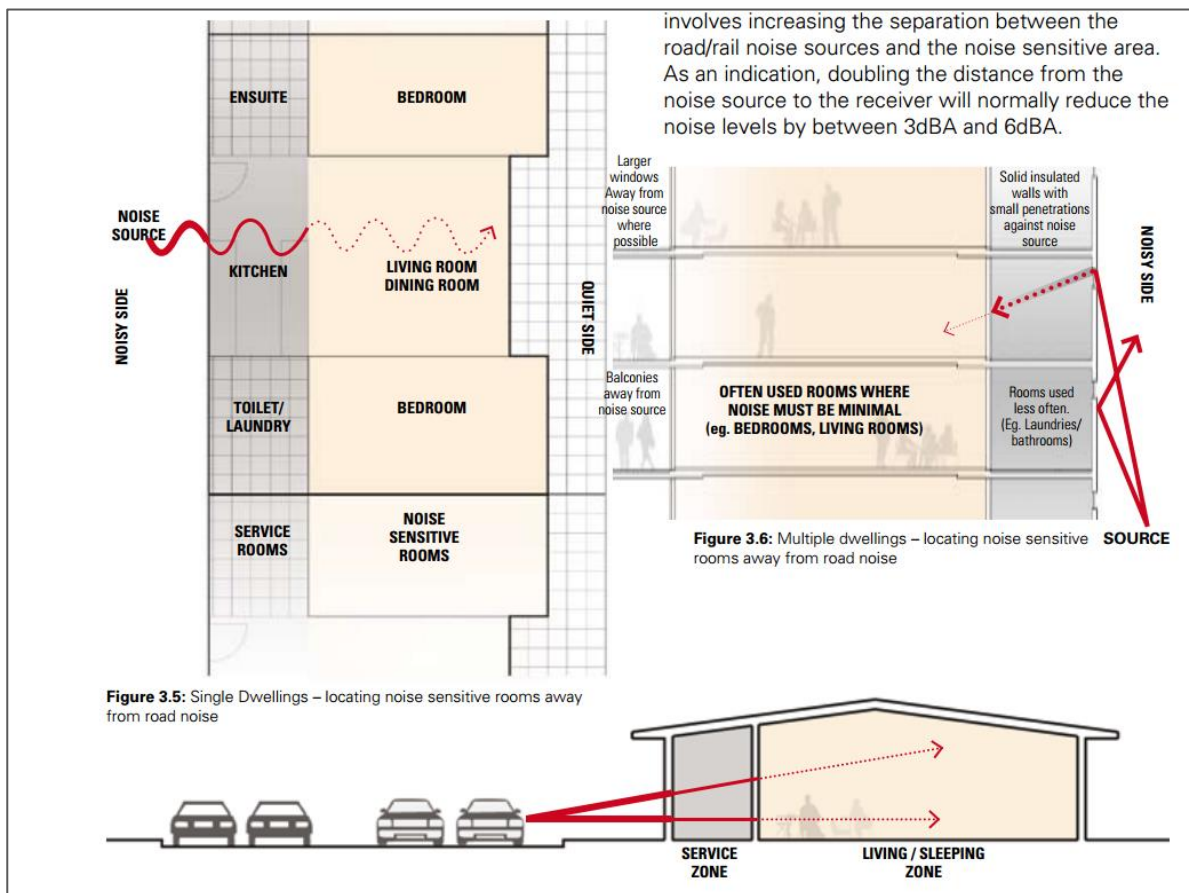 involves increasing the separation between the
road/rail noise sources and the noise sensitive area.
As an indication, doubling the distance from the
noise source to the receiver will normally reduce the
noise levels by between 3dBA and 6dBA.
ENSUITE
BEDROOM
NOISE
SOURCE
KITCHEN
LIVING ROOM
DINING ROOM
NOISY SIDE
QUIET SIDE
TOILET/
LAUNDRY
BEDROOM
SERVICE
ROOMS
NOISE
SENSITIVE
ROOMS
Larger
windows
Away from
noise source
where
possible
Solid insulated
walls with
small penetrations
against noise
source
NOISY SIDE
Balconies
away from
noise source
OFTEN USED ROOMS WHERE
NOISE MUST BE MINIMAL
(eg. BEDROOMS, LIVING ROOMS)
Rooms used
less often.
(Eg. Laundries/
bathrooms)
SOURCE
Figure 3.6: Multiple dwellings – locating noise sensitive
rooms away from road noise
Figure 3.5: Single Dwellings – locating noise sensitive rooms away
from road noise
SERVICE
ZONE
LIVING / SLEEPING
ZONE